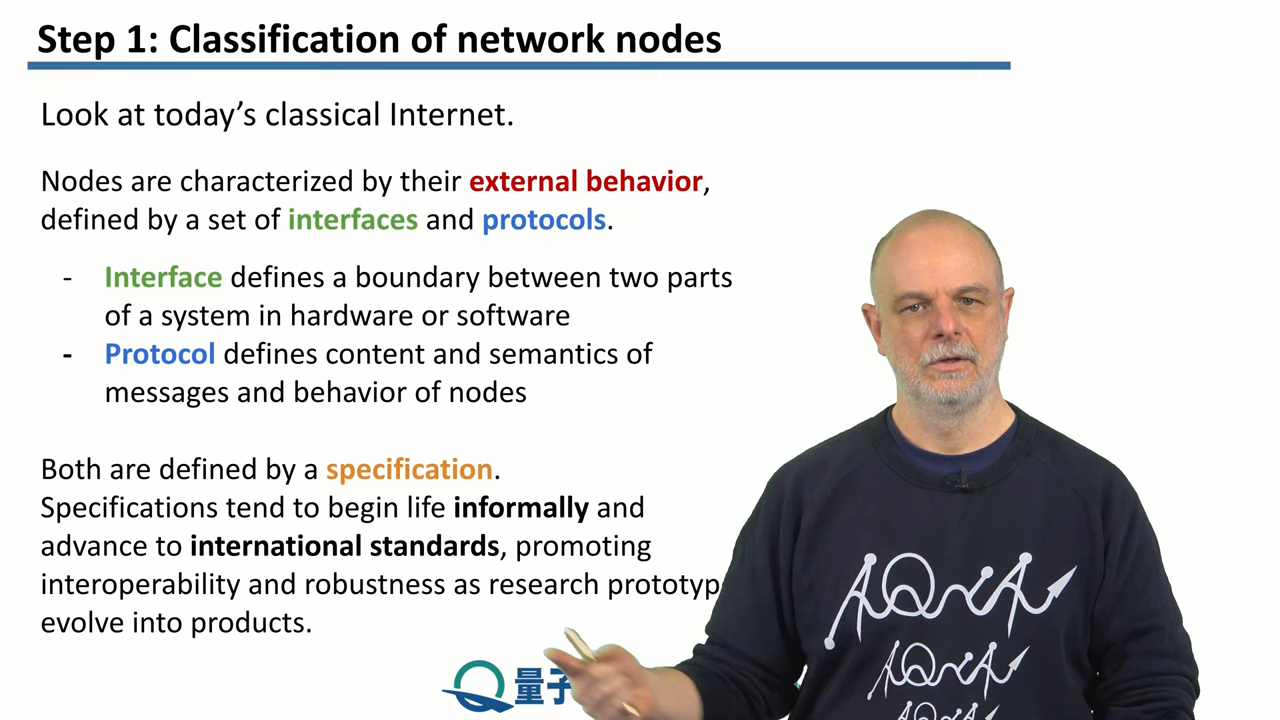 Step 1: Classification of network nodes
Look at today’s classical Internet.
Nodes are characterized by their external behavior,
defined by a set of interfaces and protocols.
- Interface defines a boundary between two parts
of a system in hardware or software
- Protocol defines content and semantics of
messages and behavior of nodes
Both are defined by a specification.
Specifications tend to begin life informally and
advance to international standards, promoting
interoperability and robustness as research prototyp
evolve into products.
量子
AQUA
AQUA